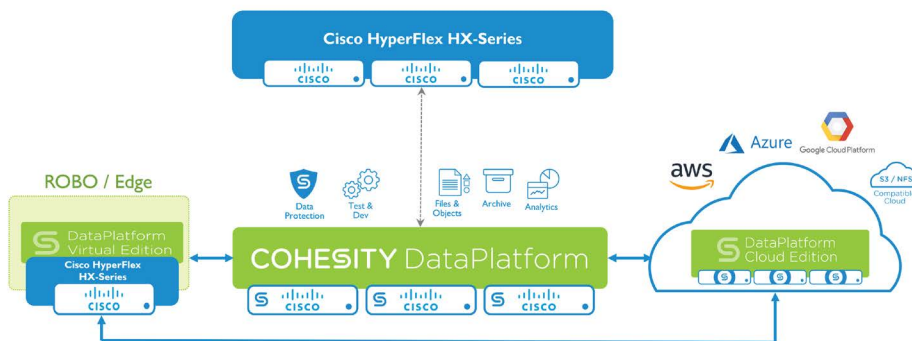 Cisco HyperFlex HX-Series
CISCO
CISCO
CISCO
Azure
Google Cloud Platform
aws
S3 / NFS
Compatible
Cloud
ROBO / Edge
Data
Protection
Test &
Dev
Files &
Objects
Archive
Analytics
DataPlatform
Virtual Edition
Cisco HyperFlex
HX-Series
CISCO
COHESITY DataPlatform
CISCO
CISCO
CISCO
DataPlatform
Cloud Edition